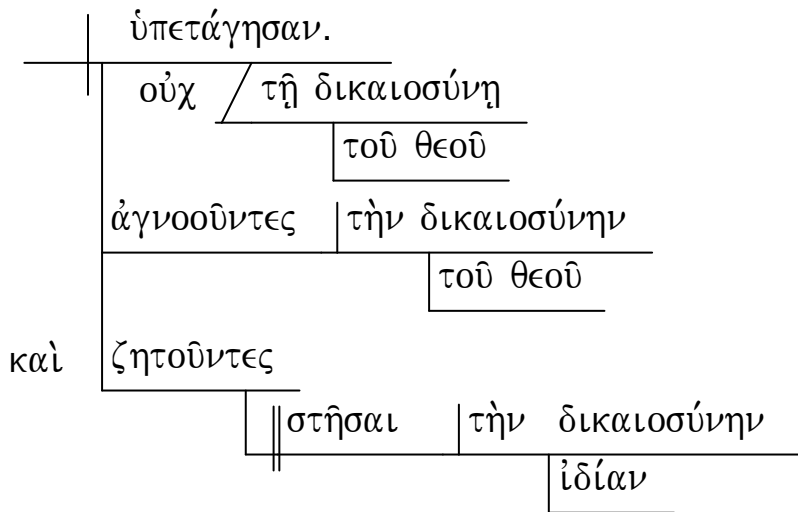 ὑπετάγησαν.
οὐχ τῇ δικαιοσύνῃ
τοῦ θεοῦ
ἀγνοοῦντες τὴν δικαιοσύνην
τοῦ θεοῦ
καὶ ζητοῦντες
στῆσαι τὴν δικαιοσύνην
ἰδίαν